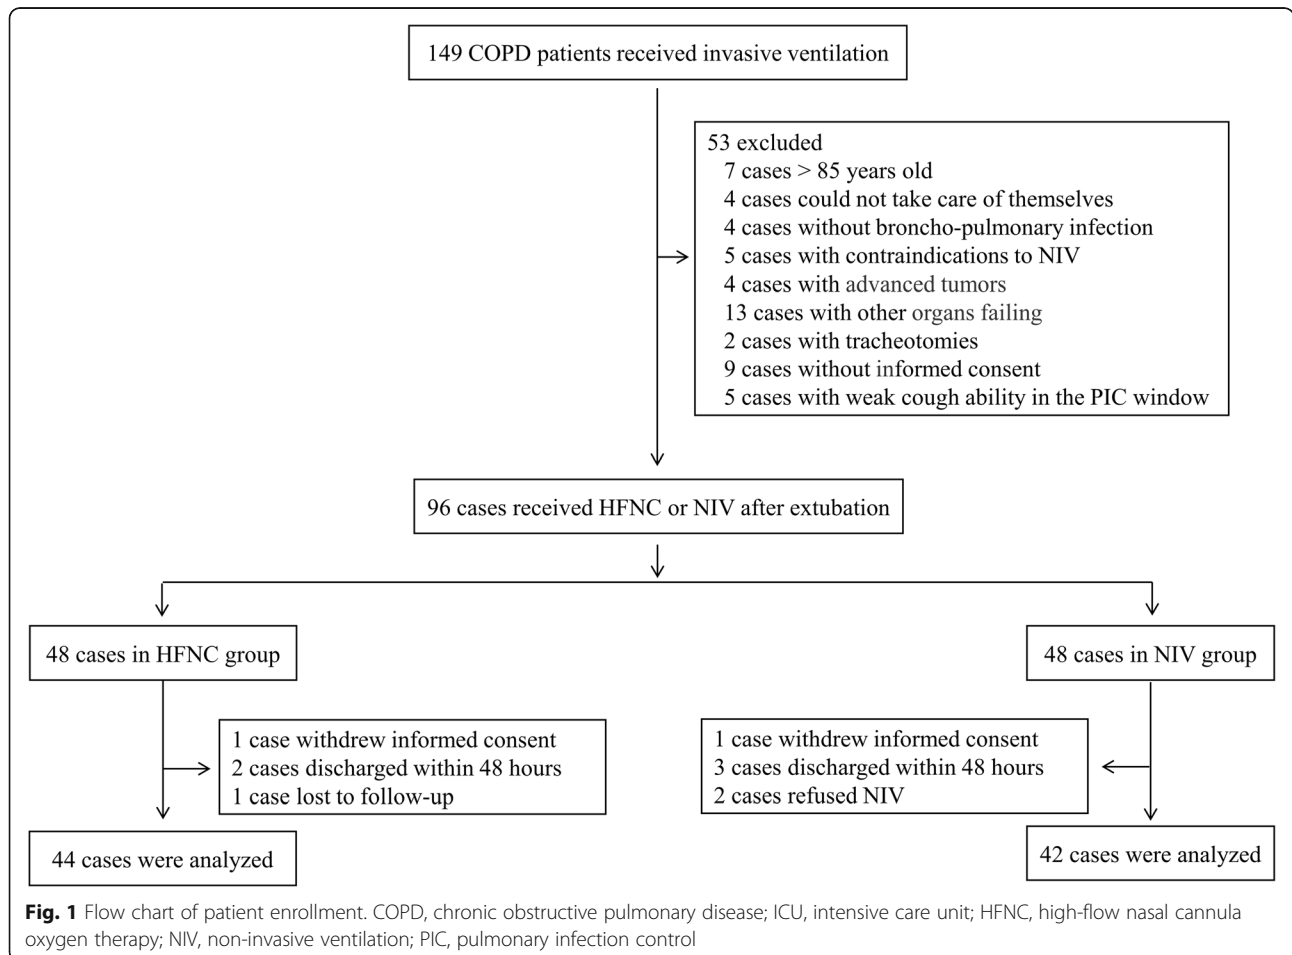 149 COPD patients received invasive ventilation
53 excluded
7 cases > 85 years old
4 cases could not take care of themselves
4 cases without broncho-pulmonary infection
5 cases with contraindications to NIV
4 cases with advanced tumors
13 cases with other organs failing
2 cases with tracheotomies
9 cases without informed consent
5 cases with weak cough ability in the PIC window
96 cases received HFNC or NIV after extubation
48 cases in HFNC group
48 cases in NIV group
1 case withdrew informed consent
2 cases discharged within 48 hours
1 case lost to follow-up
1 case withdrew informed consent
3 cases discharged within 48 hours
2 cases refused NIV
44 cases were analyzed
42 cases were analyzed
Fig. 1 Flow chart of patient enrollment. COPD, chronic obstructive pulmonary disease; ICU, intensive care unit; HFNC, high-flow nasal cannula
oxygen therapy; NIV, non-invasive ventilation; PIC, pulmonary infection control